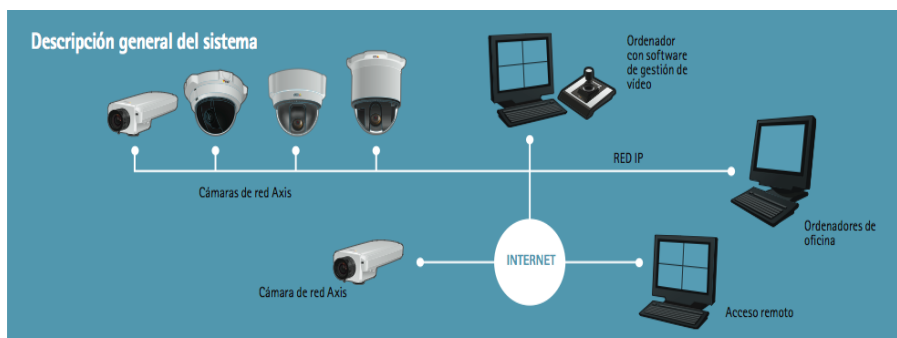 Descripción general del sistema
Ordenador
con software
de gestión de
vídeo
RED IP
Cámaras de red Axis
Ordenadores de
oficina
INTERNET
Cámara de red Axis
Acceso remoto